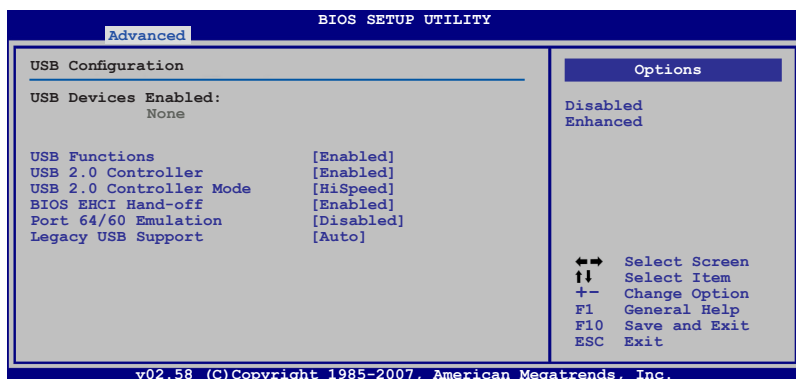 BIOS SETUP UTILITY
Advanced
USB Configuration
USB Devices Enabled:
None
USB Functions [Enabled]
USB 2.0 Controller [Enabled]
USB 2.0 Controller Mode [HiSpeed]
BIOS EHCI Hand-off [Enabled]
Port 64/60 Emulation [Disabled]
Legacy USB Support [Auto]
Options
Disabled
Enhanced
←→ Select Screen
↑↓ Select Item
+- Change Option
F1 General Help
F10 Save and Exit
ESC Exit
v02.58 (C)Copyright 1985-2007, American Megatrends, Inc.